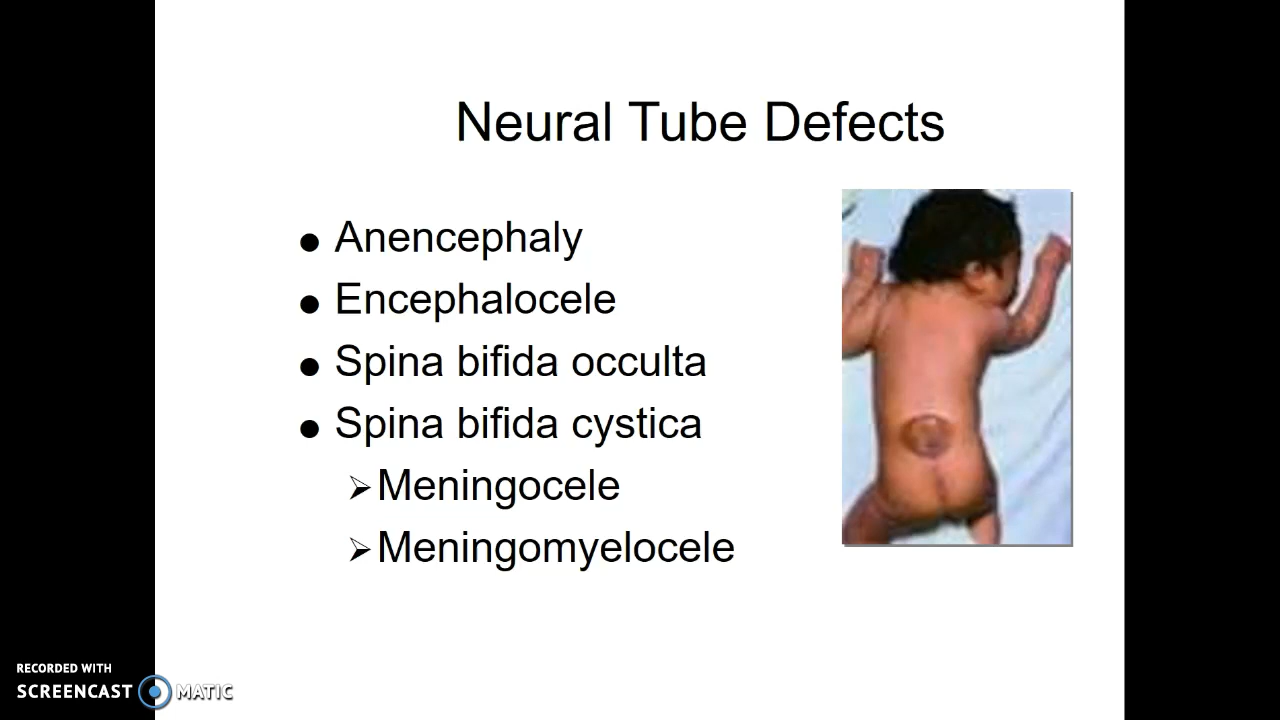 Neural Tube Defects
● Anencephaly
● Encephalocele
● Spina bifida occulta
● Spina bifida cystica
➢ Meningocele
➢ Meningomyelocele
RECORDED WITH
SCREENCAST MATIC